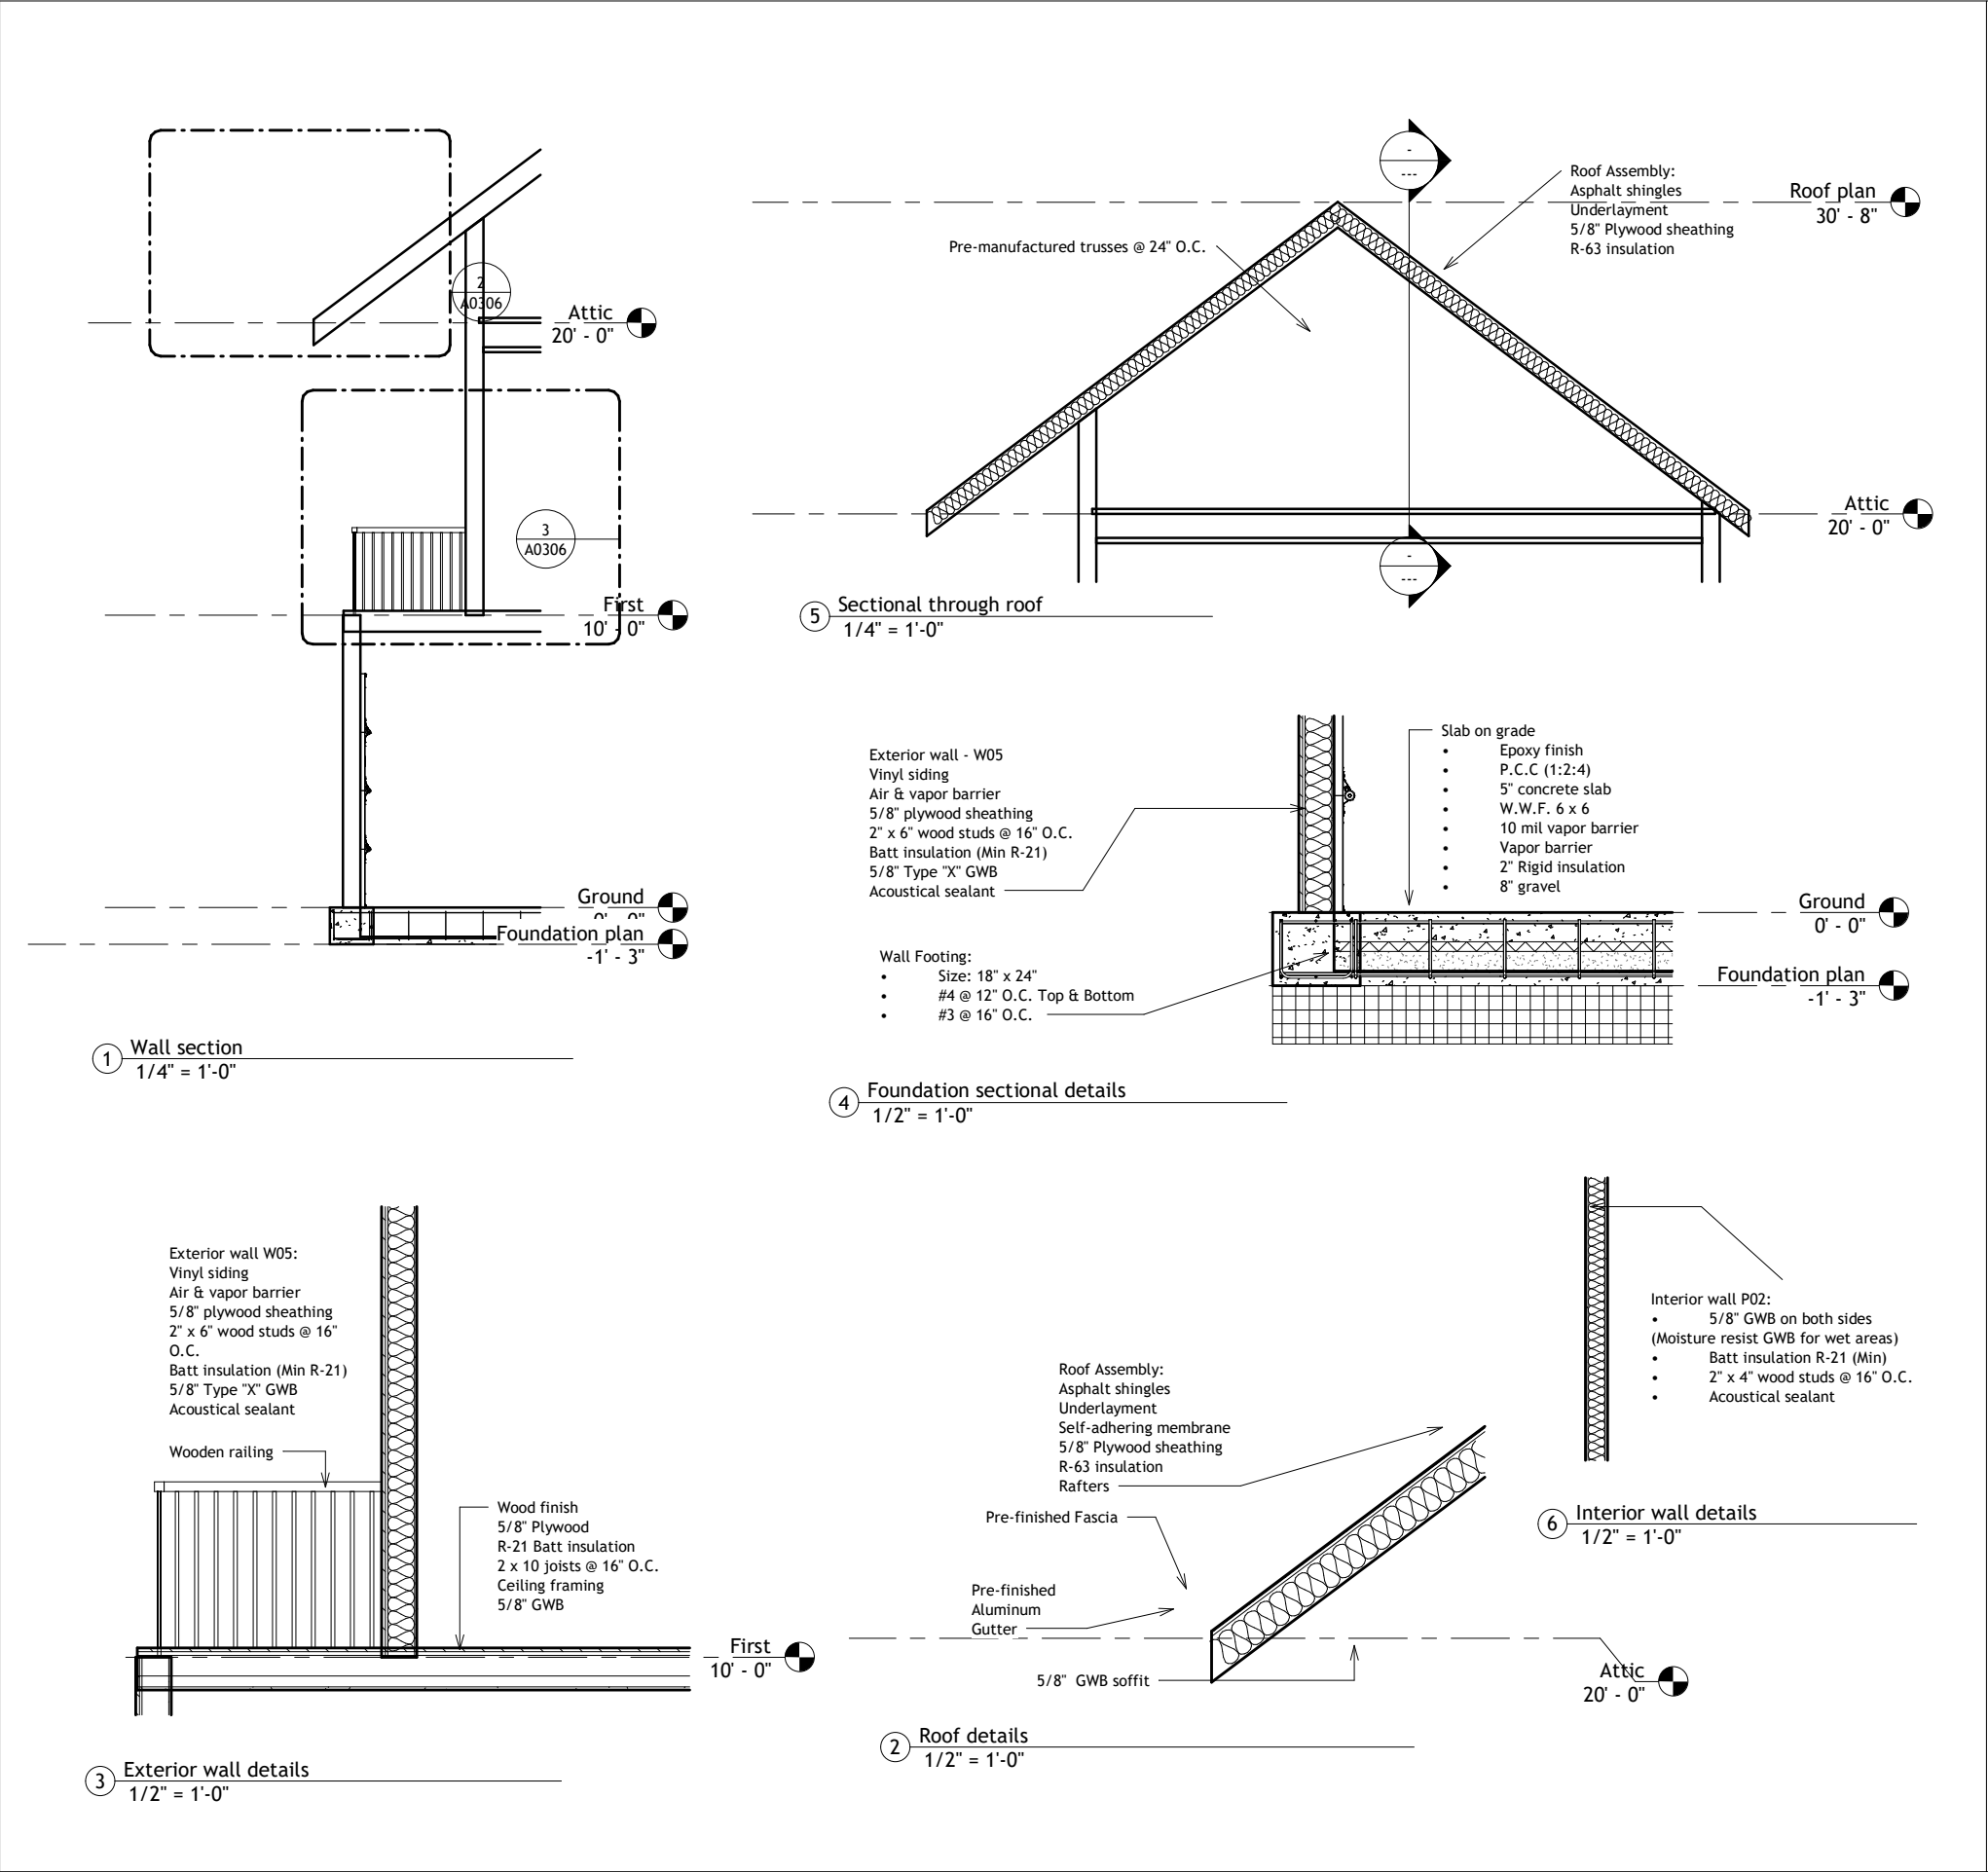 2
A0306
Attic
20' - 0"
3
A0306
First
10' - 0"
Ground
0' - 0"
Foundation plan
-1' - 3"
1
Wall section
1/4" = 1'-0"
-
---
Roof Assembly:
Asphalt shingles
Underlayment
5/8" Plywood sheathing
R-63 insulation
Roof plan
30' - 8"
Pre-manufactured trusses @ 24" O.C.
Attic
20' - 0"
-
---
5
Sectional through roof
1/4" = 1'-0"
Exterior wall - W05
Vinyl siding
Air & vapor barrier
5/8" plywood sheathing
2" x 6" wood studs @ 16" O.C.
Batt insulation (Min R-21)
5/8" Type "X" GWB
Acoustical sealant
Slab on grade
• Epoxy finish
• P.C.C (1:2:4)
• 5" concrete slab
• W.W.F. 6 x 6
• 10 mil vapor barrier
• Vapor barrier
• 2" Rigid insulation
• 8" gravel
Ground
0' - 0"
Wall Footing:
• Size: 18" x 24"
• #4 @ 12" O.C. Top & Bottom
• #3 @ 16" O.C.
Foundation plan
-1' - 3"
4
Foundation sectional details
1/2" = 1'-0"
Exterior wall W05:
Vinyl siding
Air & vapor barrier
5/8" plywood sheathing
2" x 6" wood studs @ 16"
O.C.
Batt insulation (Min R-21)
5/8" Type "X" GWB
Acoustical sealant
Wooden railing
Wood finish
5/8" Plywood
R-21 Batt insulation
2 x 10 joists @ 16" O.C.
Ceiling framing
5/8" GWB
First
10' - 0"
3
Exterior wall details
1/2" = 1'-0"
Roof Assembly:
Asphalt shingles
Underlayment
Self-adhering membrane
5/8" Plywood sheathing
R-63 insulation
Rafters
Pre-finished Fascia
Pre-finished
Aluminum
Gutter
5/8" GWB soffit
Attic
20' - 0"
2
Roof details
1/2" = 1'-0"
Interior wall P02:
• 5/8" GWB on both sides
(Moisture resist GWB for wet areas)
• Batt insulation R-21 (Min)
• 2" x 4" wood studs @ 16" O.C.
• Acoustical sealant
6
Interior wall details
1/2" = 1'-0"